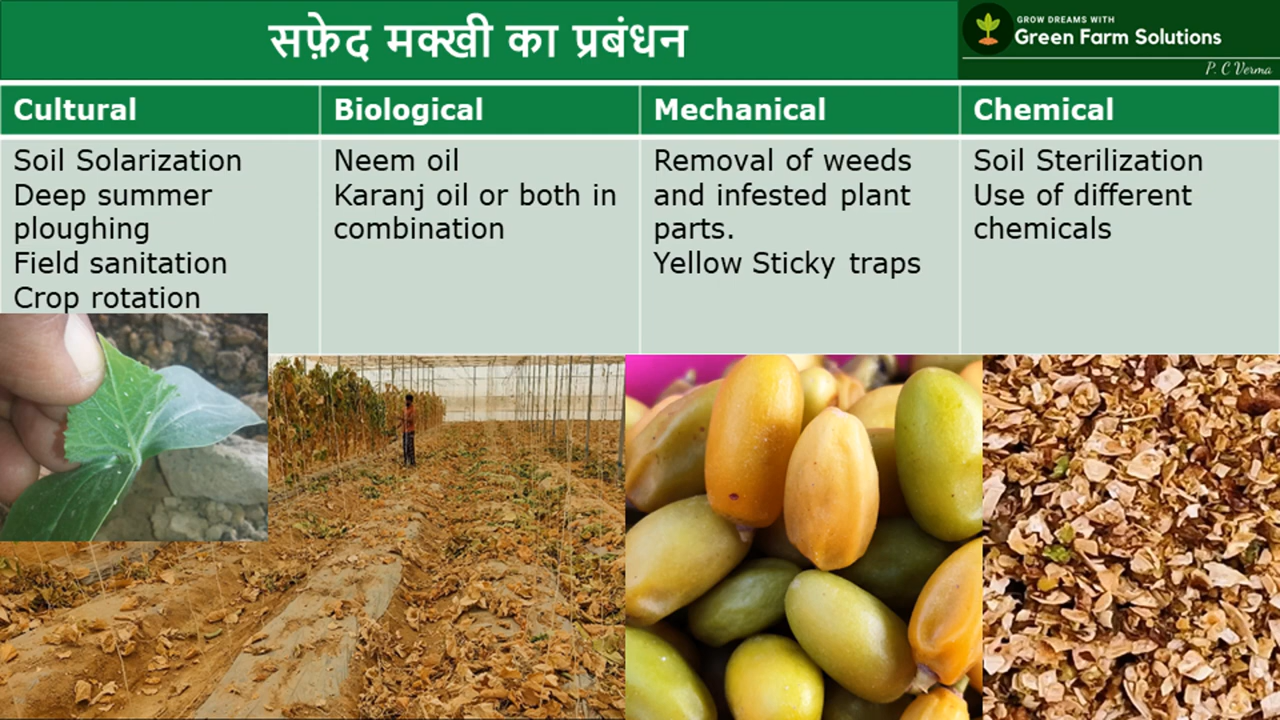 सफ़ेद मक्खी का प्रबंधन
GROW DREAMS WITH
Green Farm Solutions
P. C Verma
Cultural
Biological
Mechanical
Chemical
Soil Solarization
Deep summer
ploughing
Field sanitation
Crop rotation
Neem oil
Karanj oil or both in
combination
Removal of weeds
and infested plant
parts.
Yellow Sticky traps
Soil Sterilization
Use of different
chemicals